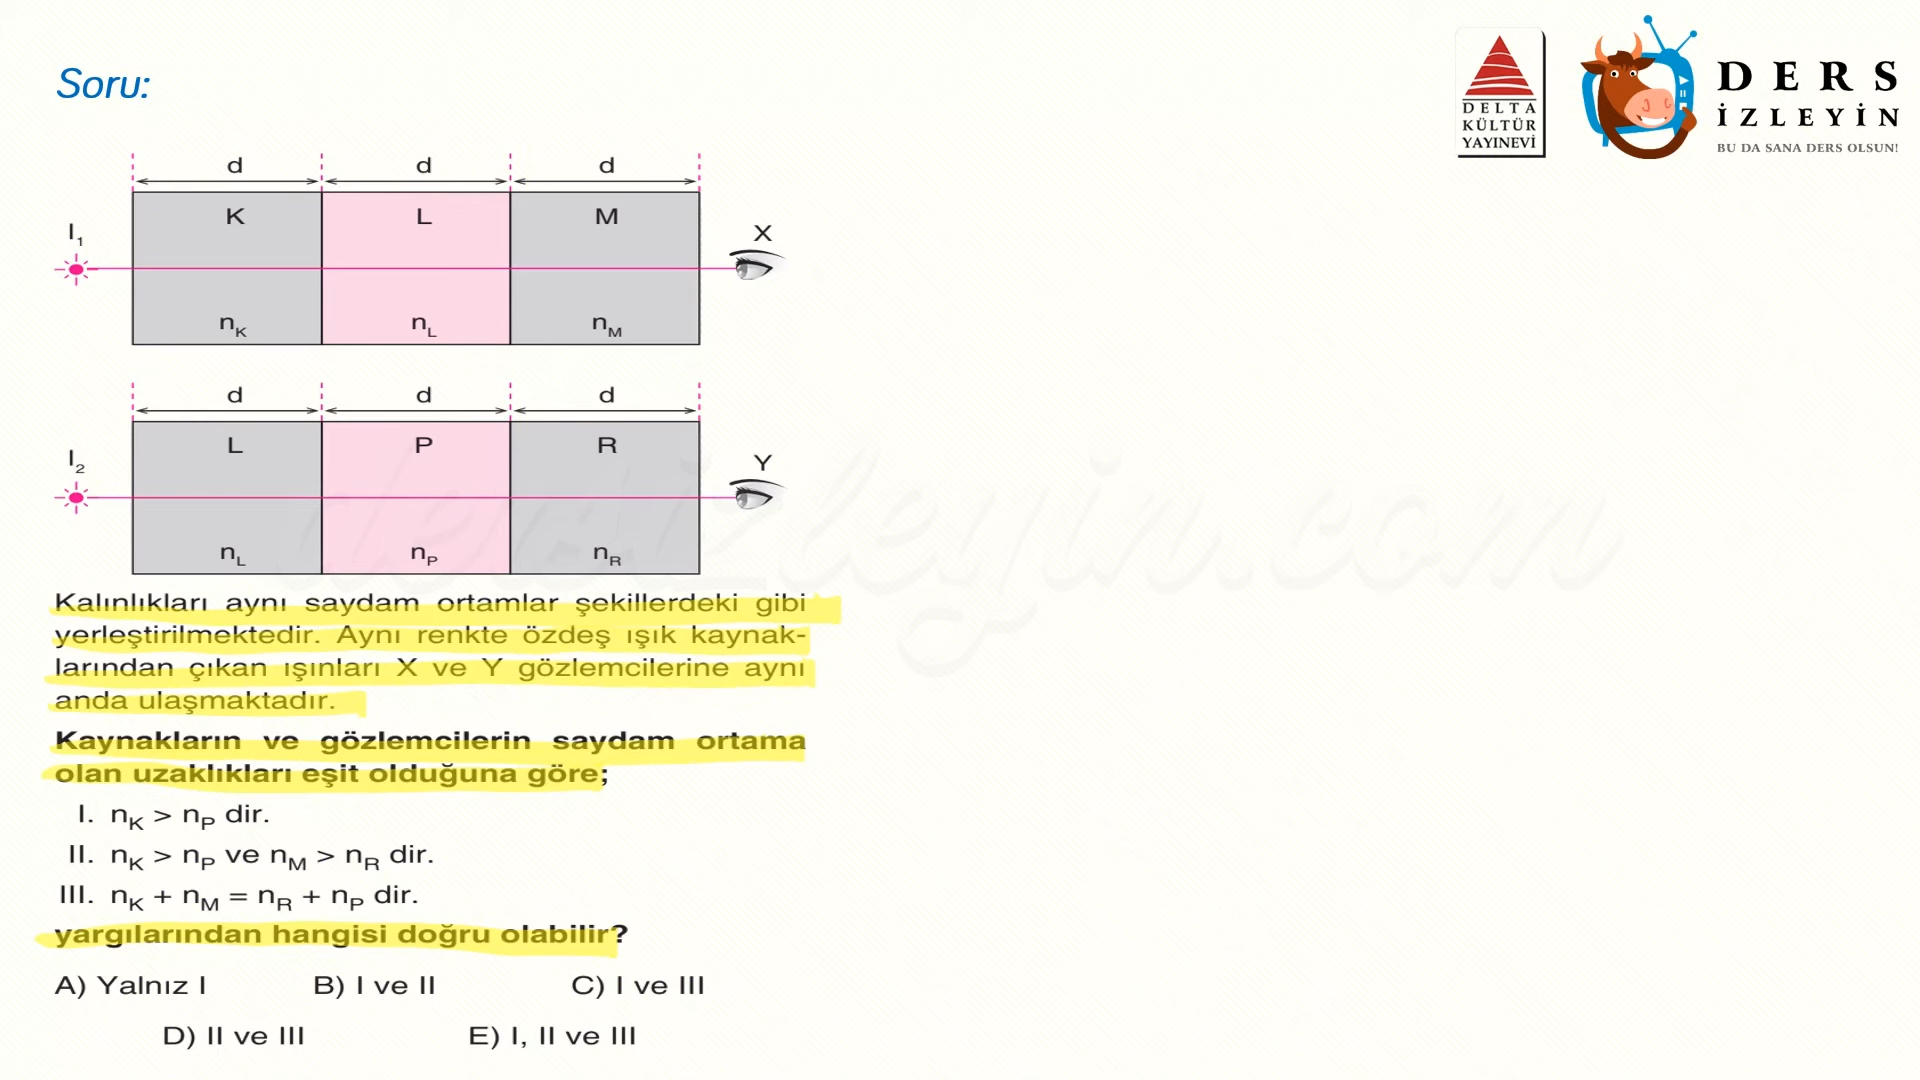 Soru:
DELTA
KÜLTÜR
YAYINEVİ
DERS
İZLEYİN
BU DA SANA DERS OLSUN!
d d d
K L M
I1
X
nK nL nM
d d d
L P R
I2
Y
nL nP nR
dersizleyin.com
Kalınlıkları aynı saydam ortamlar şekillerdeki gibi
yerleştirilmektedir. Aynı renkte özdeş ışık kaynak-
larından çıkan ışınları X ve Y gözlemcilerine aynı
anda ulaşmaktadır.
Kaynakların ve gözlemcilerin saydam ortama
olan uzaklıkları eşit olduğuna göre;
I. nK > nP dir.
II. nK > nP ve nM > nR dir.
III. nK + nM = nR + nP dir.
yargılarından hangisi doğru olabilir?
A) Yalnız I B) I ve II C) I ve III
D) II ve III E) I, II ve III